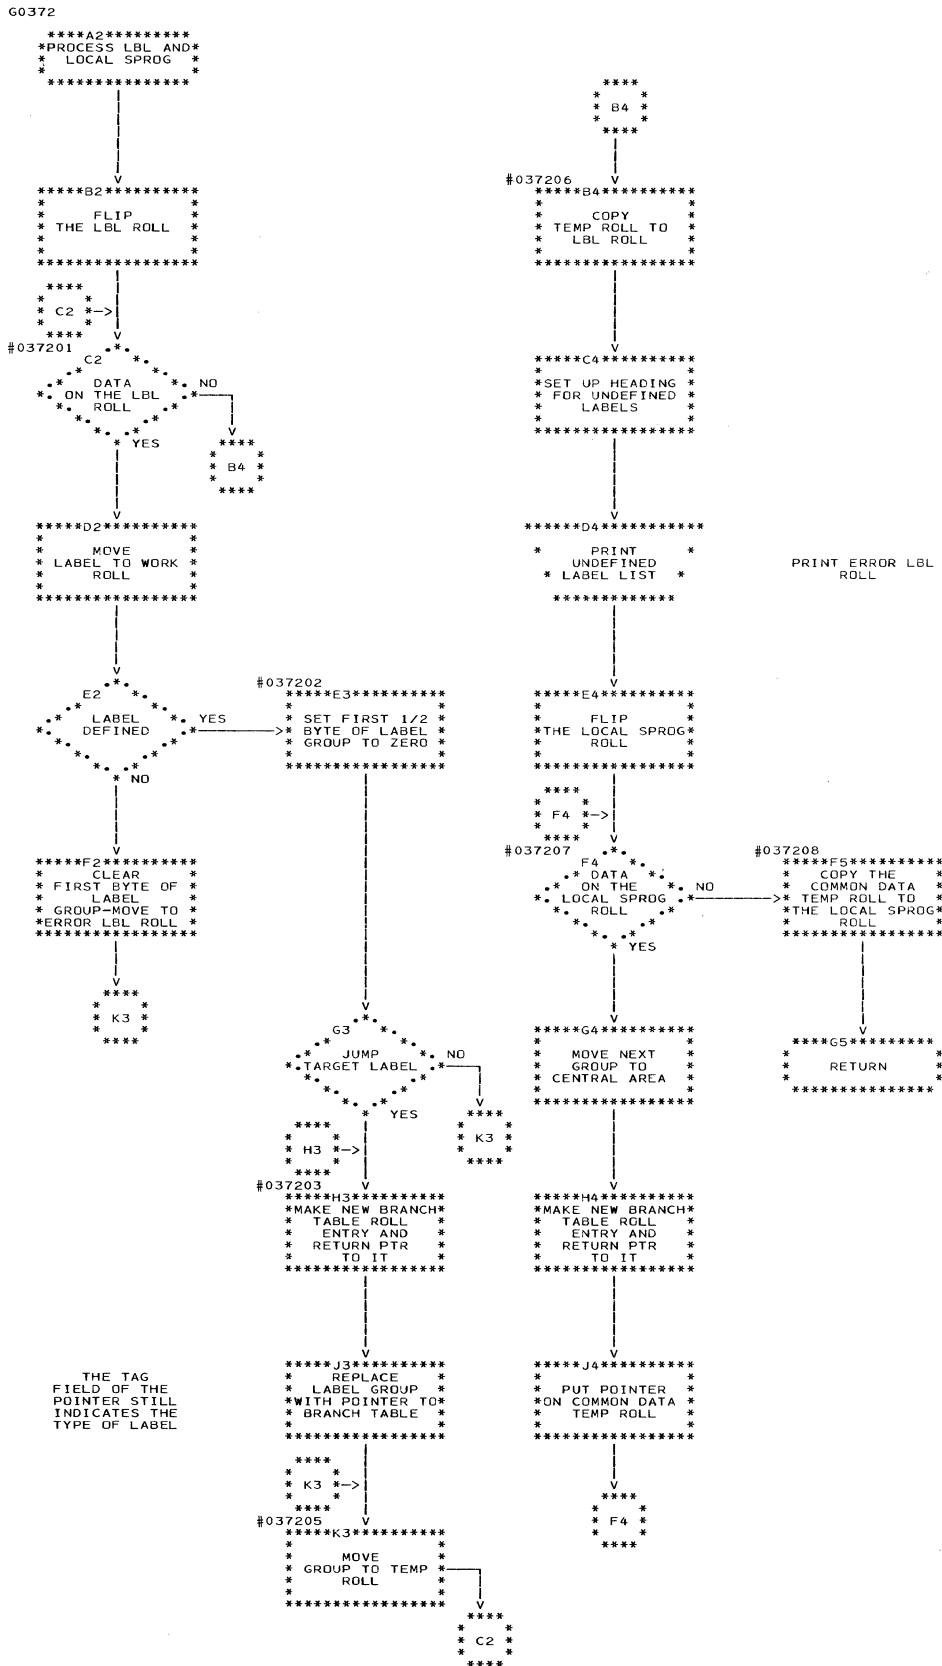 G0372
A2
PROCESS LBL AND
LOCAL SPROG
B2
FLIP
THE LBL ROLL
C2
#037201
C2
DATA
ON THE LBL
ROLL
NO
YES
B4
D2
MOVE
LABEL TO WORK
ROLL
E2
LABEL
DEFINED
YES
NO
F2
CLEAR
FIRST BYTE OF
LABEL
GROUP-MOVE TO
ERROR LBL ROLL
K3
THE TAG
FIELD OF THE
POINTER STILL
INDICATES THE
TYPE OF LABEL
#037202
E3
SET FIRST 1/2
BYTE OF LABEL
GROUP TO ZERO
G3
JUMP
TARGET LABEL
NO
YES
K3
H3
#037203
H3
MAKE NEW BRANCH
TABLE ROLL
ENTRY AND
RETURN PTR
TO IT
J3
REPLACE
LABEL GROUP
WITH POINTER TO
BRANCH TABLE
K3
#037205
K3
MOVE
GROUP TO TEMP
ROLL
C2
B4
#037206
B4
COPY
TEMP ROLL TO
LBL ROLL
C4
SET UP HEADING
FOR UNDEFINED
LABELS
D4
PRINT
UNDEFINED
LABEL LIST
PRINT ERROR LBL
ROLL
E4
FLIP
THE LOCAL SPROG
ROLL
F4
#037207
F4
DATA
ON THE
LOCAL SPROG
ROLL
NO
YES
#037208
F5
COPY THE
COMMON DATA
TEMP ROLL TO
THE LOCAL SPROG
ROLL
G5
RETURN
G4
MOVE NEXT
GROUP TO
CENTRAL AREA
H4
MAKE NEW BRANCH
TABLE ROLL
ENTRY AND
RETURN PTR
TO IT
J4
PUT POINTER
ON COMMON DATA
TEMP ROLL
F4